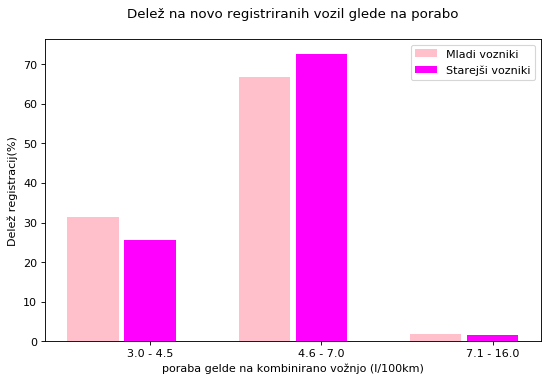 Delež na novo registriranih vozil glede na porabo
Mladi vozniki
Starejši vozniki
Delež registracij(%)
70
60
50
40
30
20
10
0
3.0 - 4.5
4.6 - 7.0
7.1 - 16.0
poraba gelde na kombinirano vožnjo (l/100km)